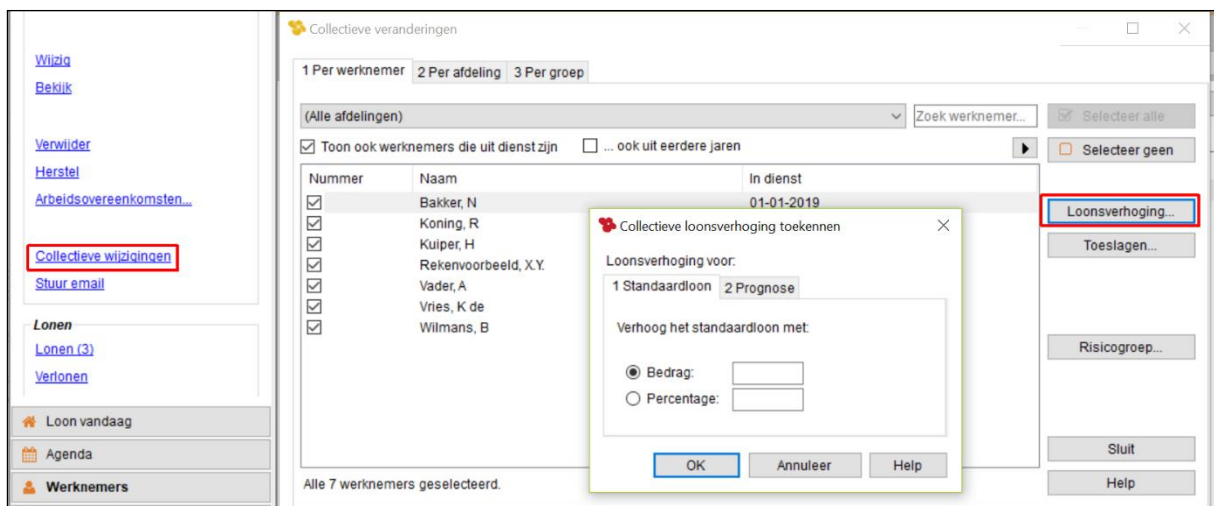 Wijzig
Bekijk
Verwijder
Herstel
Arbeidsovereenkomsten...
Collectieve wijzigingen
Stuur email
Lonen
Lonen (3)
Verlonen
Loon vandaag
Agenda
Werknemers
Collectieve veranderingen
1 Per werknemer 2 Per afdeling 3 Per groep
(Alle afdelingen) Zoek werknemer... Selecteer alle
Toon ook werknemers die uit dienst zijn ... ook uit eerdere jaren Selecteer geen
Nummer Naam In dienst
Bakker, N 01-01-2019
Koning, R
Kuiper, H
Rekenvoorbeeld, X.Y.
Vader, A
Vries, K de
Wilmans, B
Alle 7 werknemers geselecteerd.
Collectieve loonsverhoging toekennen
Loonsverhoging voor:
1 Standaardloon 2 Prognose
Verhoog het standaardloon met:
Bedrag:
Percentage:
OK Annuleer Help
Loonsverhoging...
Toeslagen...
Risicogroep...
Sluit
Help